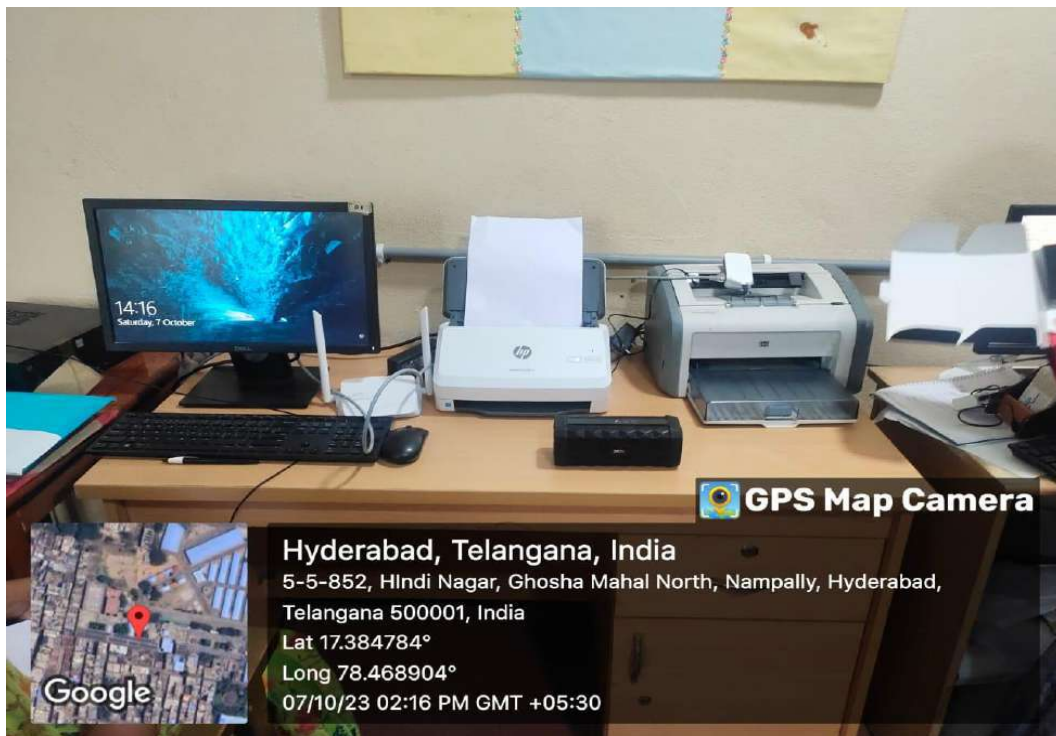 14:16
Saturday, 7 October
DELL
hp
hp
GPS Map Camera
Hyderabad, Telangana, India
5-5-852, HIndi Nagar, Ghosha Mahal North, Nampally, Hyderabad,
Telangana 500001, India
Lat 17.384784°
Long 78.468904°
07/10/23 02:16 PM GMT +05:30
Google